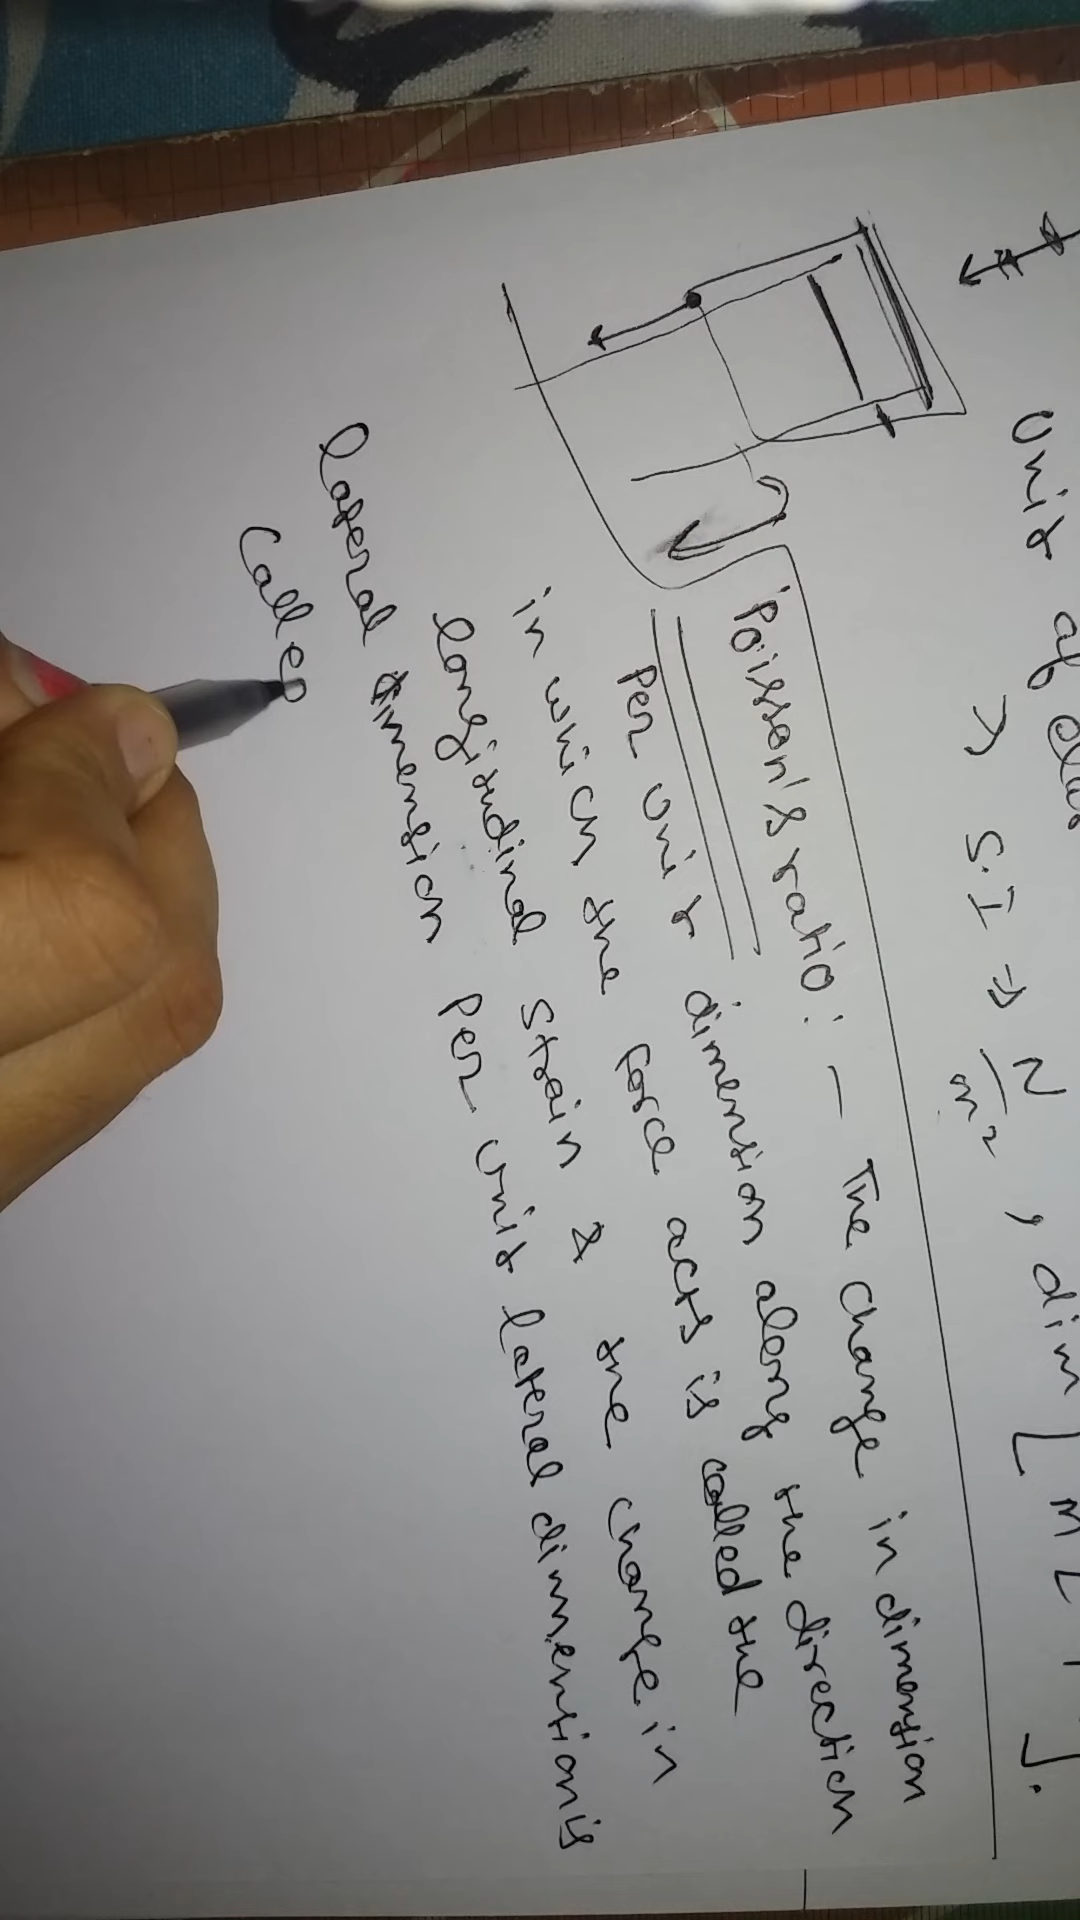 Unit of elas
→ S.I ⇒ N/m², dim [ M L
Poisson's ratio: — The change in dimension
per unit dimension along the direction
in which the force acts is called the
longitudinal strain & the change in
lateral dimension per unit lateral dimension is
called